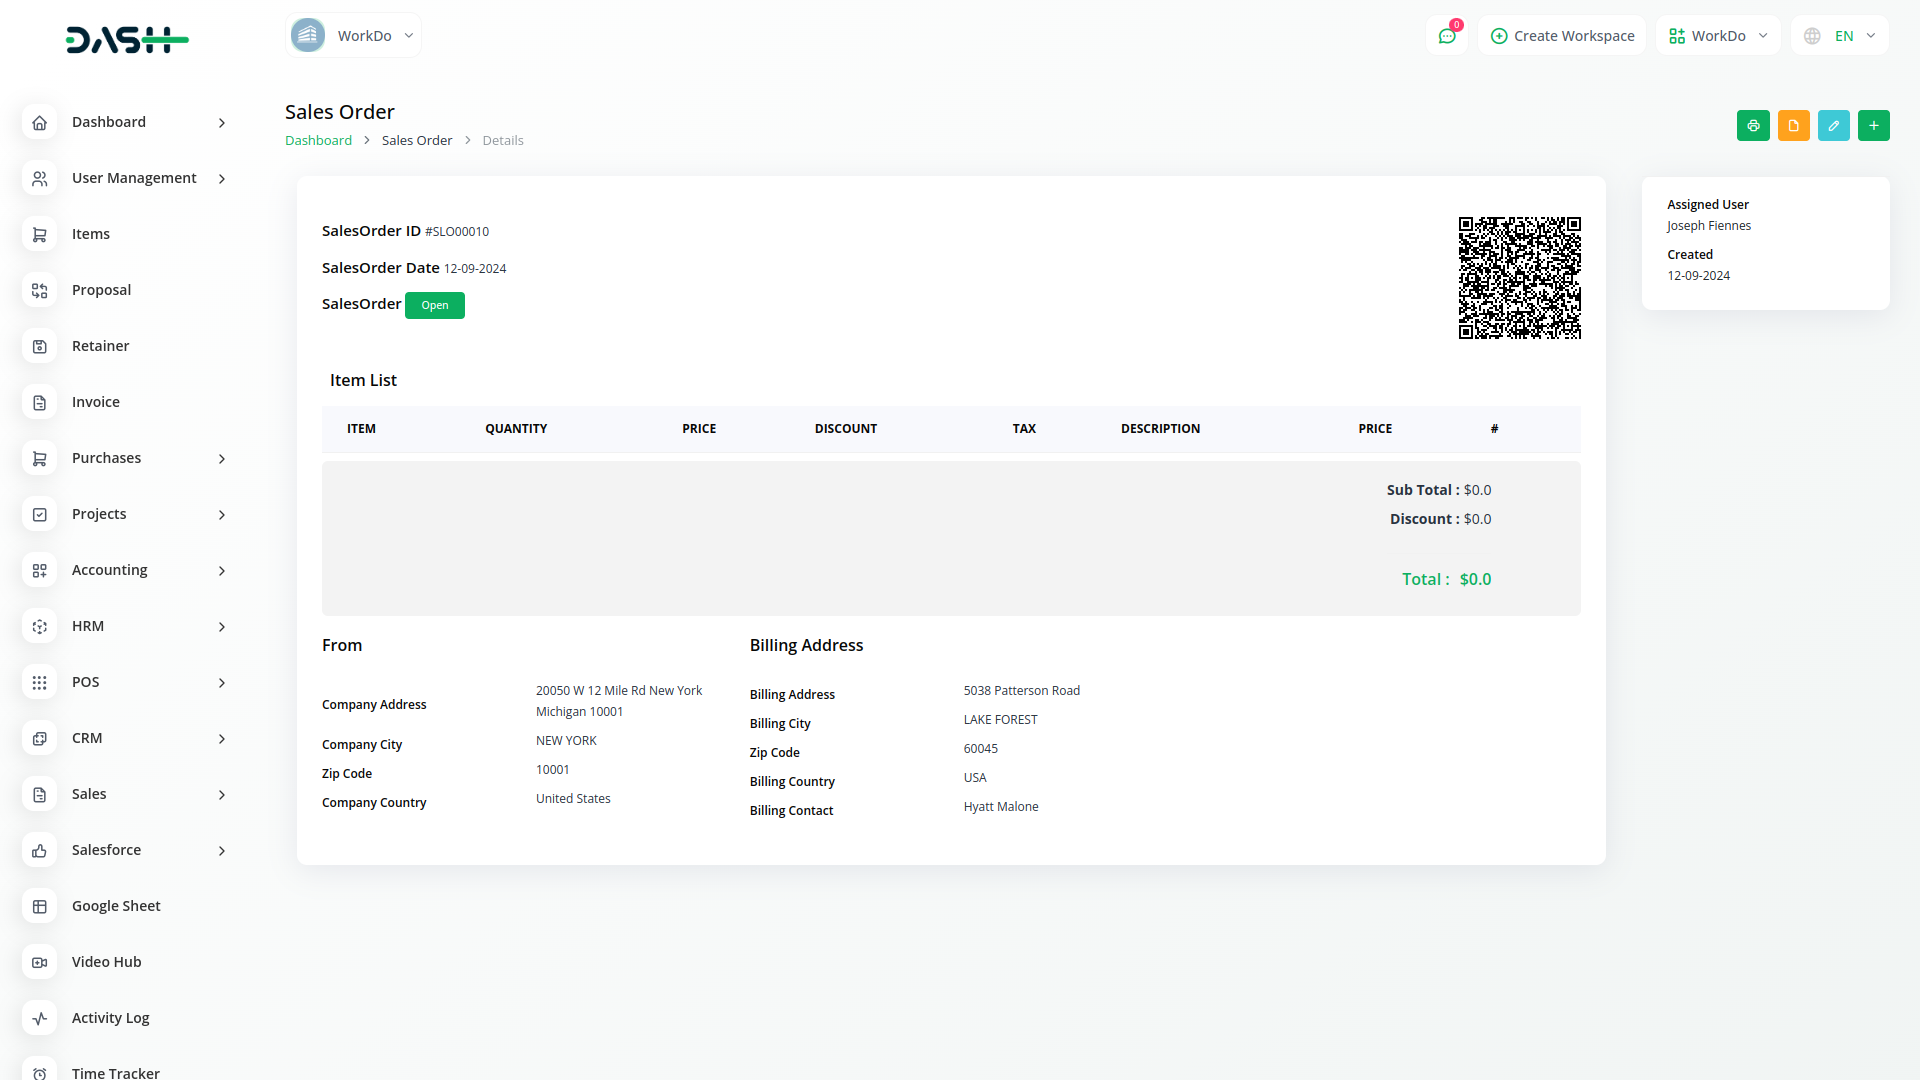 DASH
WorkDo
0
Create Workspace
WorkDo
EN
Dashboard
User Management
Items
Proposal
Retainer
Invoice
Purchases
Projects
Accounting
HRM
POS
CRM
Sales
Salesforce
Google Sheet
Video Hub
Activity Log
Time Tracker
Sales Order
Dashboard > Sales Order > Details
SalesOrder ID #SLO00010
SalesOrder Date 12-09-2024
SalesOrder Open
Item List
ITEM QUANTITY PRICE DISCOUNT TAX DESCRIPTION PRICE #
Sub Total : $0.0
Discount : $0.0
Total : $0.0
From
Company Address 20050 W 12 Mile Rd New York
Michigan 10001
Company City NEW YORK
Zip Code 10001
Company Country United States
Billing Address
Billing Address 5038 Patterson Road
Billing City LAKE FOREST
Zip Code 60045
Billing Country USA
Billing Contact Hyatt Malone
Assigned User
Joseph Fiennes
Created
12-09-2024